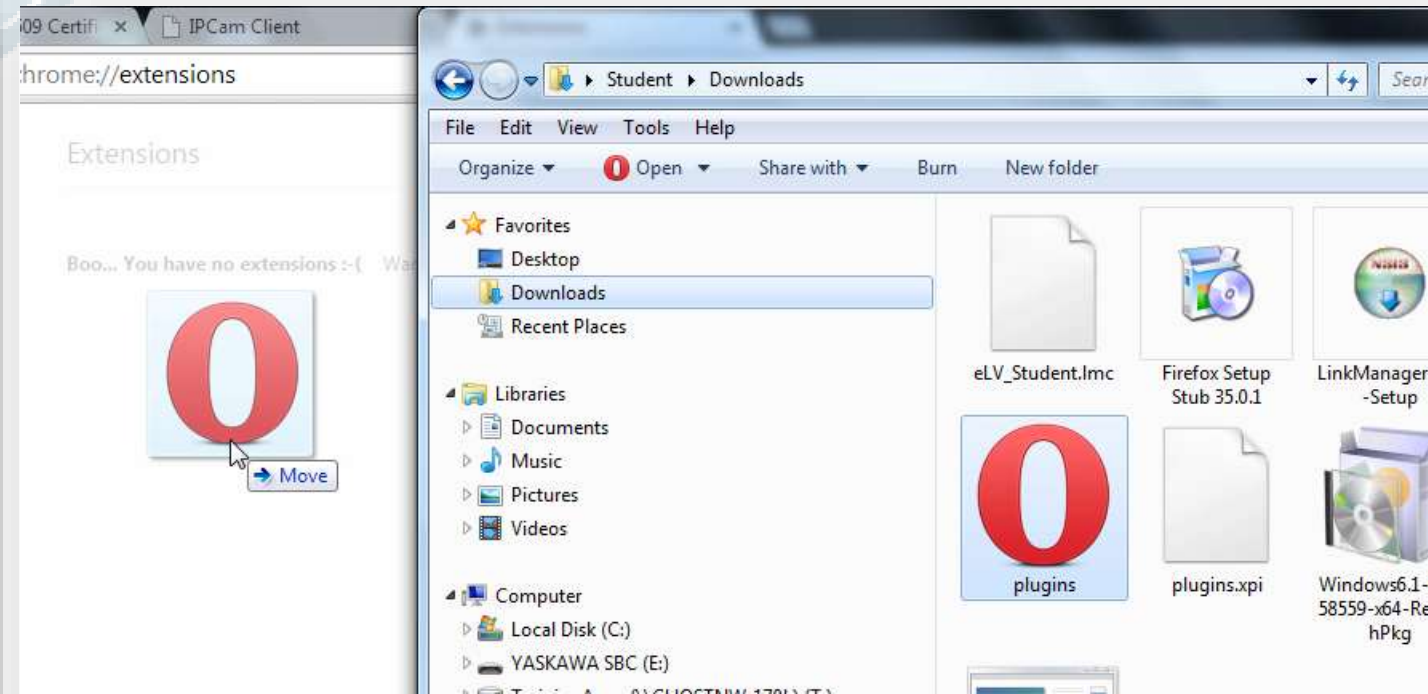 09 Certifi
IPCam Client
chrome://extensions
Extensions
Boo... You have no extensions :-(
Move
Student Downloads
File Edit View Tools Help
Organize Open Share with Burn New folder
Favorites
Desktop
Downloads
Recent Places
Libraries
Documents
Music
Pictures
Videos
Computer
Local Disk (C:)
YASKAWA SBC (E:)
eLV_Student.lmc
Firefox Setup
Stub 35.0.1
LinkManager
-Setup
NSIS
plugins
plugins.xpi
Windows6.1-
58559-x64-Re
hPkg